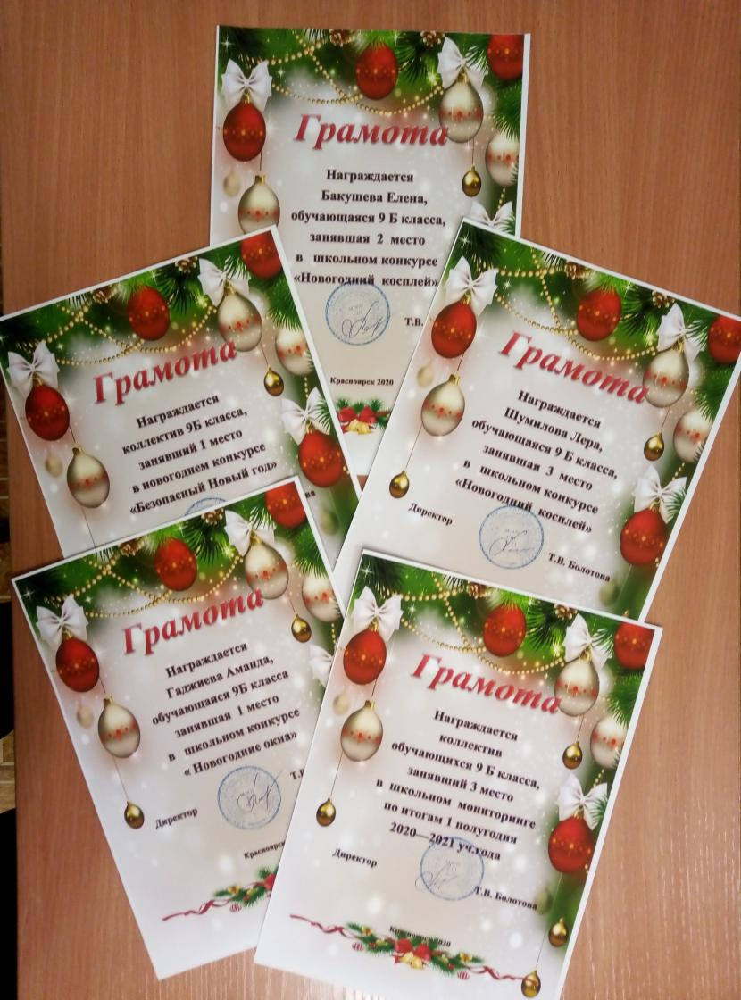 Грамота
Награждается
Бакушева Елена,
обучающаяся 9 Б класса,
занявшая 2 место
в школьном конкурсе
«Новогодний косплей»
Т.В.
Красноярск 2020
Грамота
Награждается
коллектив 9Б класса,
занявший 1 место
в новогоднем конкурсе
«Безопасный Новый год»
Грамота
Награждается
Шумилова Лера,
обучающаяся 9 Б класса,
занявшая 3 место
в школьном конкурсе
«Новогодний косплей»
Директор
Т.В. Болотова
Грамота
Награждается
Гаджиева Аманда,
обучающаяся 9Б класса
занявшая 1 место
в школьном конкурсе
« Новогодние окна»
Директор
Грамота
Награждается
коллектив
обучающихся 9 Б класса,
занявший 3 место
в школьном мониторинге
по итогам 1 полугодия
2020—2021 уч.года
Директор
Т.В. Болотова
Красноярск 2020